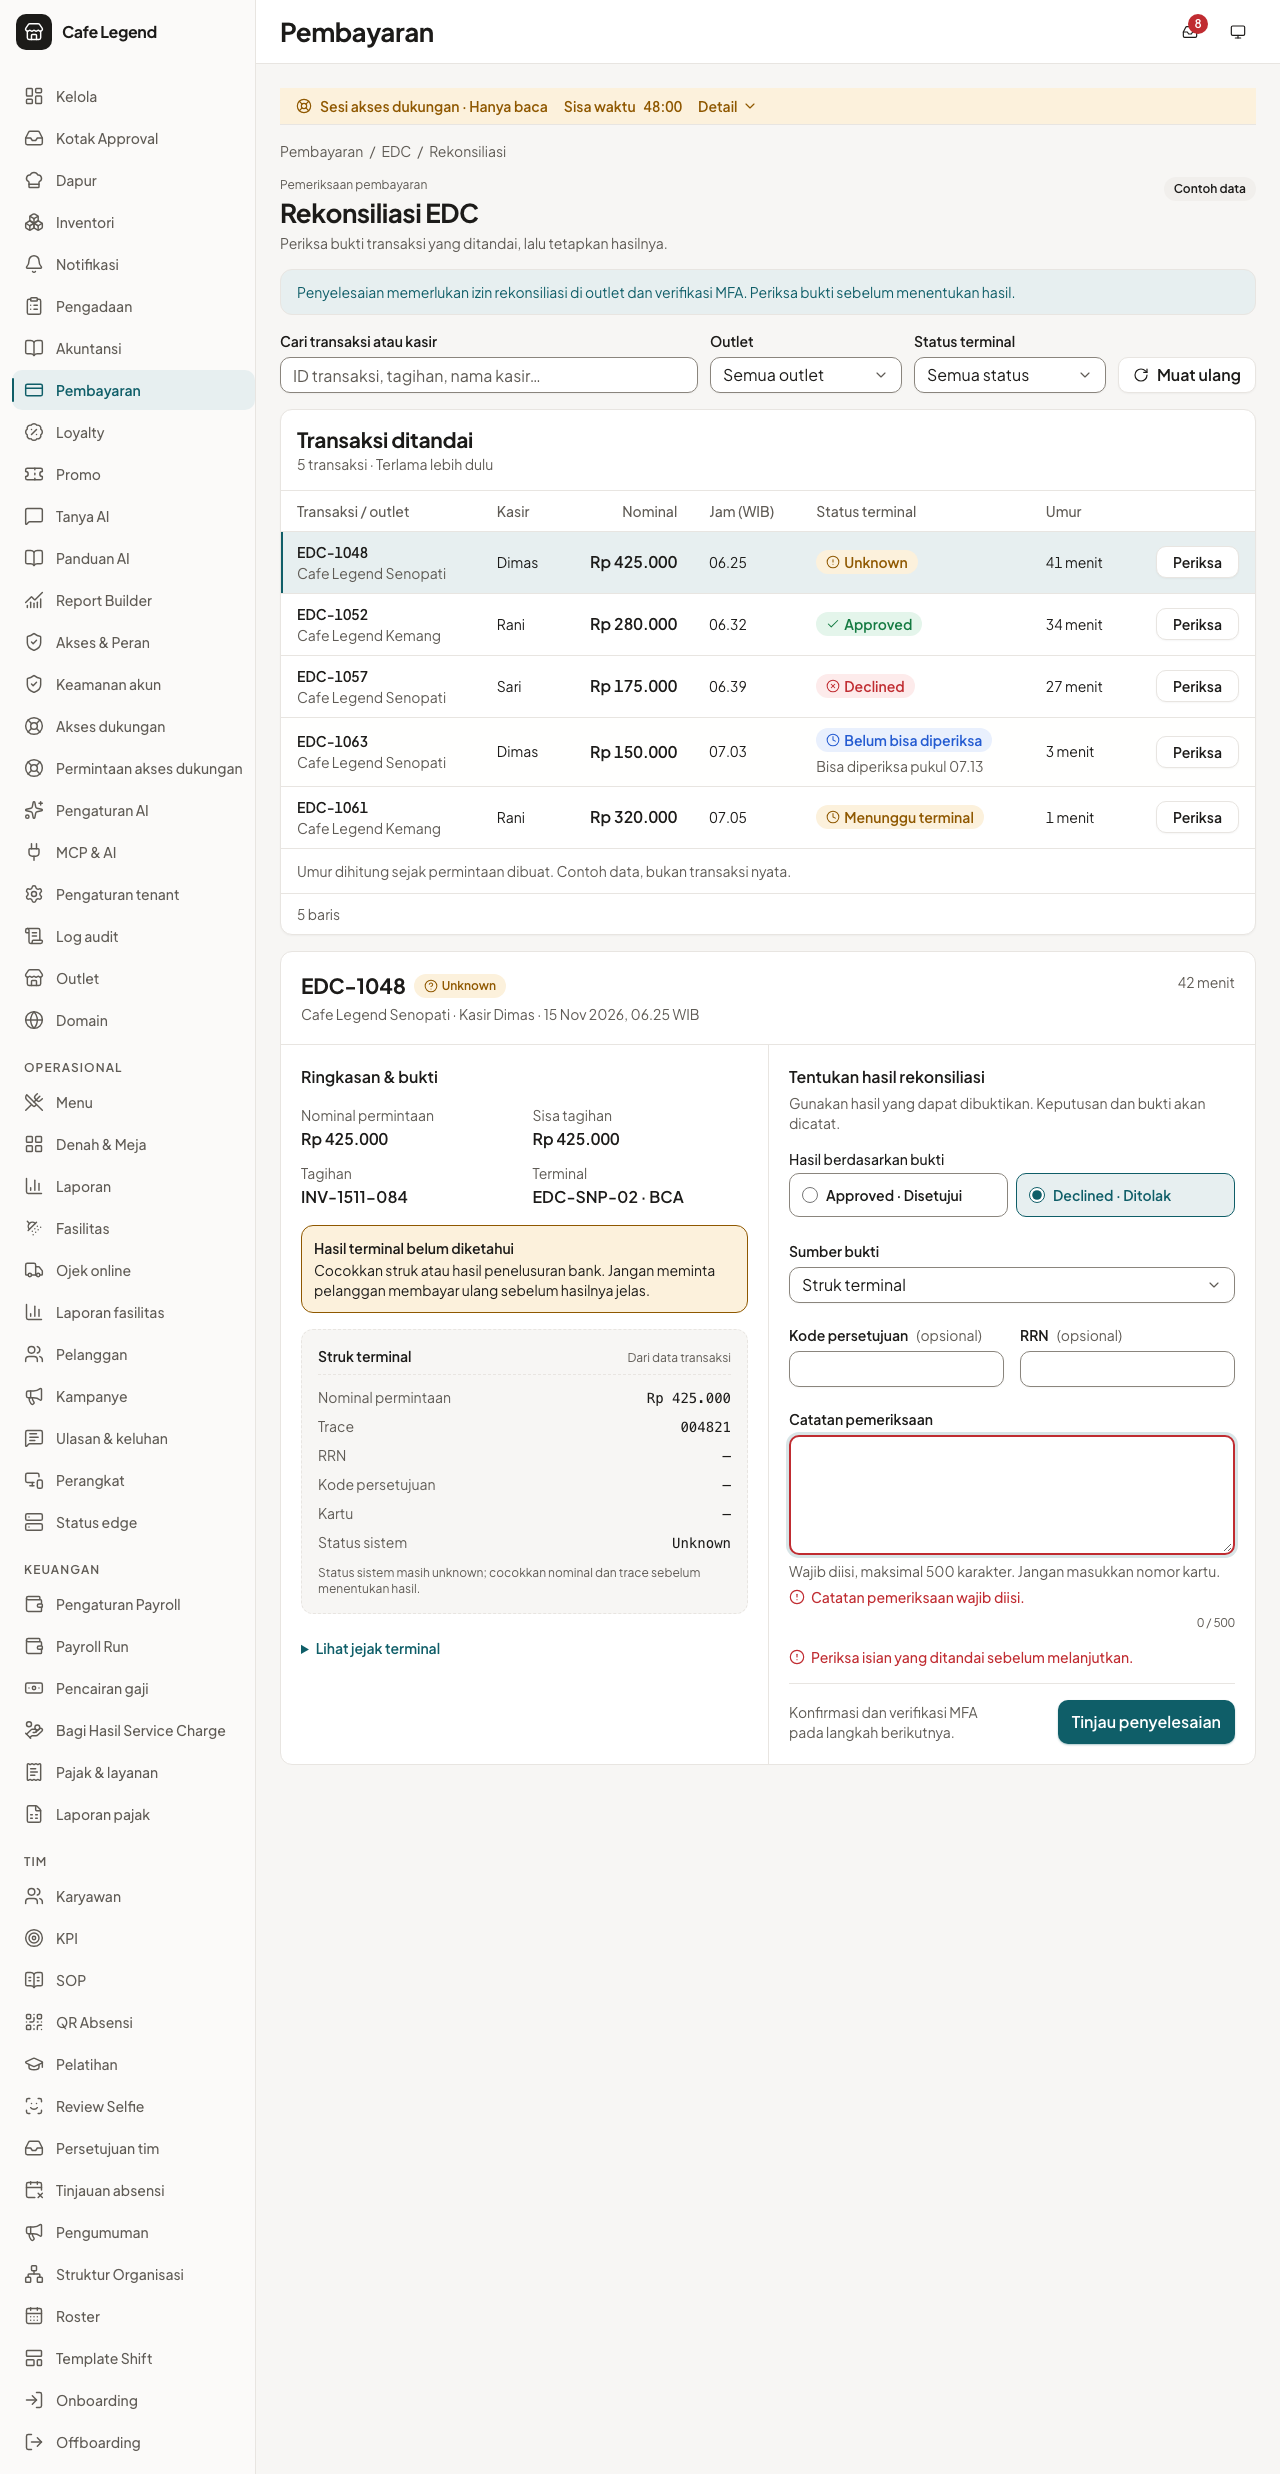 Cafe Legend
Pembayaran
8
Kelola
Kotak Approval
Dapur
Inventori
Notifikasi
Pengadaan
Akuntansi
Pembayaran
Loyalty
Promo
Tanya AI
Panduan AI
Report Builder
Akses & Peran
Keamanan akun
Akses dukungan
Permintaan akses dukungan
Pengaturan AI
MCP & AI
Pengaturan tenant
Log audit
Outlet
Domain
OPERASIONAL
Menu
Denah & Meja
Laporan
Fasilitas
Ojek online
Laporan fasilitas
Pelanggan
Kampanye
Ulasan & keluhan
Perangkat
Status edge
KEUANGAN
Pengaturan Payroll
Payroll Run
Pencairan gaji
Bagi Hasil Service Charge
Pajak & layanan
Laporan pajak
TIM
Karyawan
KPI
SOP
QR Absensi
Pelatihan
Review Selfie
Persetujuan tim
Tinjauan absensi
Pengumuman
Struktur Organisasi
Roster
Template Shift
Onboarding
Offboarding
Sesi akses dukungan · Hanya baca Sisa waktu 48:00 Detail
Pembayaran / EDC / Rekonsiliasi
Pemeriksaan pembayaran
Contoh data
Rekonsiliasi EDC
Periksa bukti transaksi yang ditandai, lalu tetapkan hasilnya.
Penyelesaian memerlukan izin rekonsiliasi di outlet dan verifikasi MFA. Periksa bukti sebelum menentukan hasil.
Cari transaksi atau kasir Outlet Status terminal
ID transaksi, tagihan, nama kasir... Semua outlet Semua status Muat ulang
Transaksi ditandai
5 transaksi · Terlama lebih dulu
Transaksi / outlet Kasir Nominal Jam (WIB) Status terminal Umur
EDC-1048
Cafe Legend Senopati Dimas Rp 425.000 06.25 Unknown 41 menit Periksa
EDC-1052
Cafe Legend Kemang Rani Rp 280.000 06.32 Approved 34 menit Periksa
EDC-1057
Cafe Legend Senopati Sari Rp 175.000 06.39 Declined 27 menit Periksa
EDC-1063
Cafe Legend Senopati Dimas Rp 150.000 07.03 Belum bisa diperiksa 3 menit Periksa
Bisa diperiksa pukul 07.13
EDC-1061
Cafe Legend Kemang Rani Rp 320.000 07.05 Menunggu terminal 1 menit Periksa
Umur dihitung sejak permintaan dibuat. Contoh data, bukan transaksi nyata.
5 baris
EDC-1048 Unknown 42 menit
Cafe Legend Senopati · Kasir Dimas · 15 Nov 2026, 06.25 WIB
Ringkasan & bukti
Nominal permintaan Sisa tagihan
Rp 425.000 Rp 425.000
Tagihan Terminal
INV-1511-084 EDC-SNP-02 · BCA
Hasil terminal belum diketahui
Cocokkan struk atau hasil penelusuran bank. Jangan meminta
pelanggan membayar ulang sebelum hasilnya jelas.
Struk terminal Dari data transaksi
Nominal permintaan Rp 425.000
Trace 004821
RRN —
Kode persetujuan —
Kartu —
Status sistem Unknown
Status sistem masih unknown; cocokkan nominal dan trace sebelum
menentukan hasil.
Lihat jejak terminal
Tentukan hasil rekonsiliasi
Gunakan hasil yang dapat dibuktikan. Keputusan dan bukti akan
dicatat.
Hasil berdasarkan bukti
Approved · Disetujui Declined · Ditolak
Sumber bukti
Struk terminal
Kode persetujuan (opsional) RRN (opsional)
Catatan pemeriksaan
Wajib diisi, maksimal 500 karakter. Jangan masukkan nomor kartu.
Catatan pemeriksaan wajib diisi.
0 / 500
Periksa isian yang ditandai sebelum melanjutkan.
Konfirmasi dan verifikasi MFA
pada langkah berikutnya.
Tinjau penyelesaian